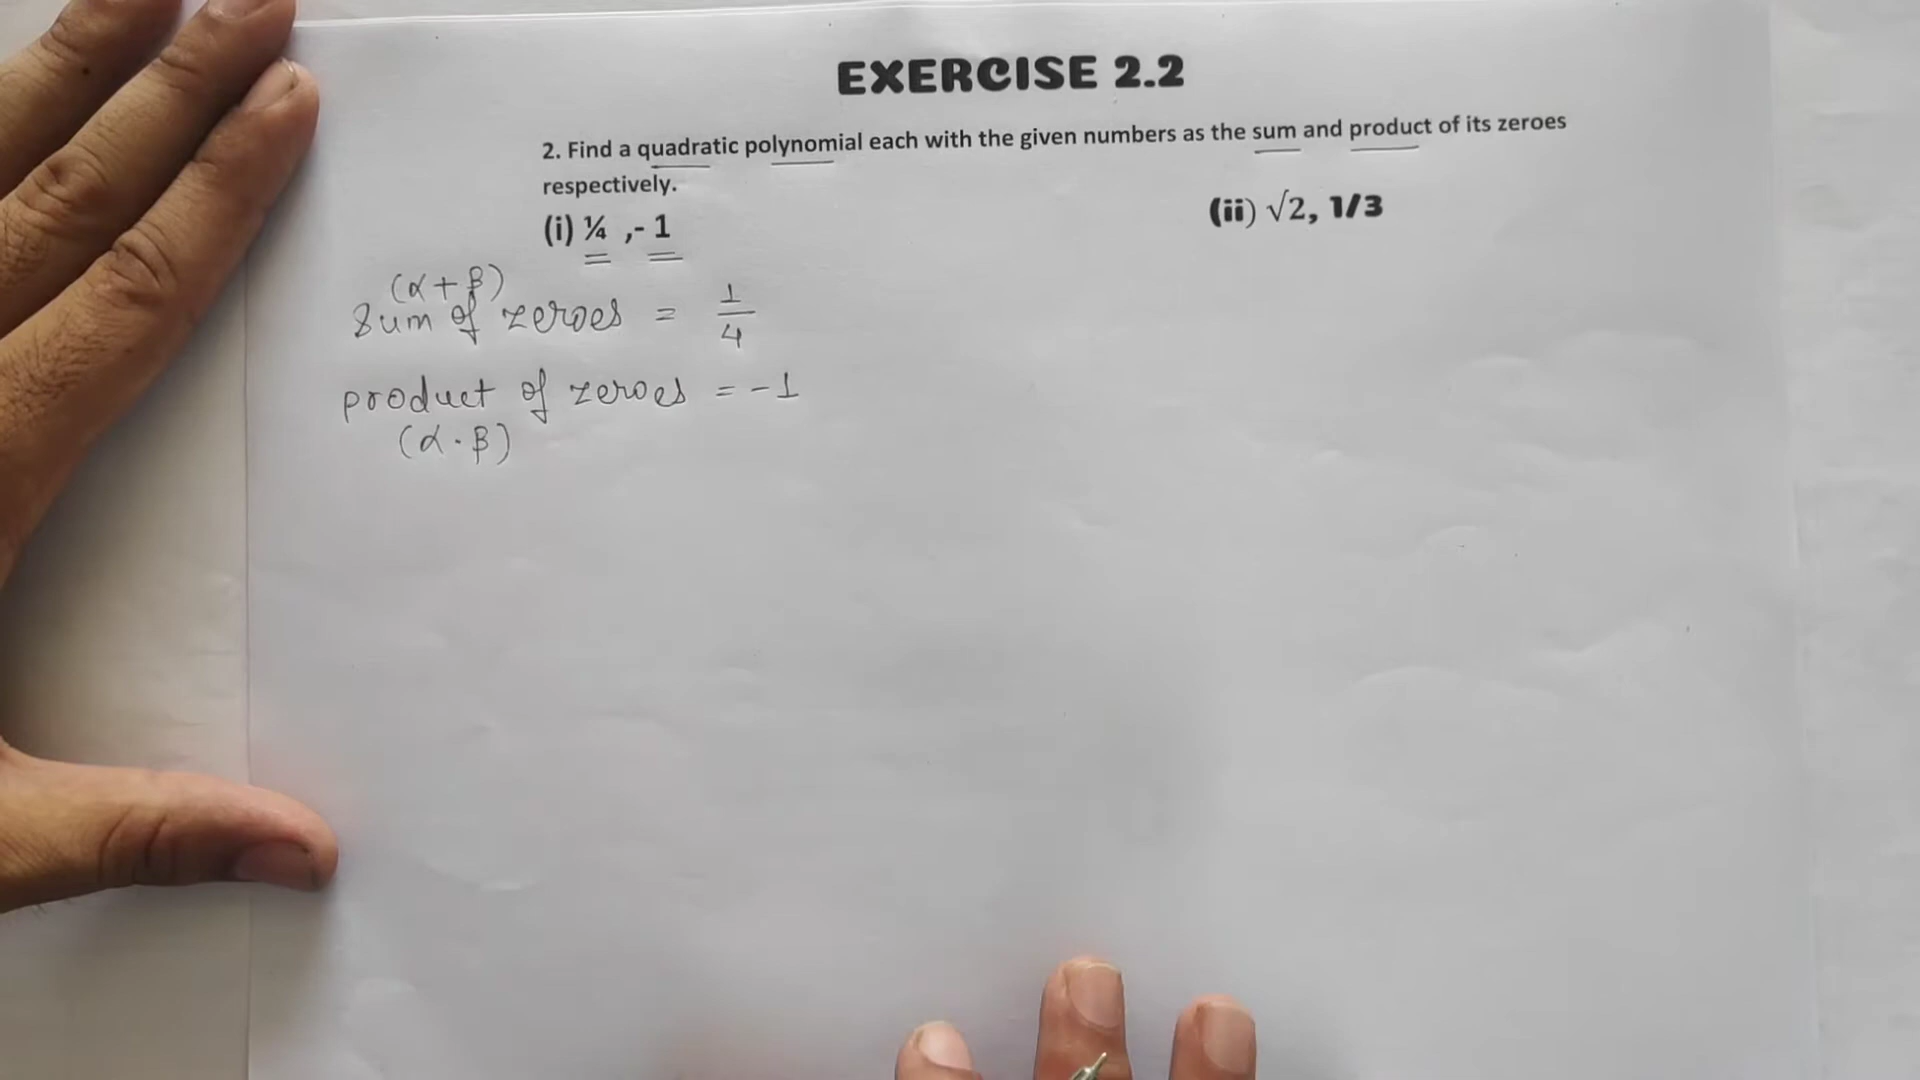 EXERCISE 2.2
2. Find a quadratic polynomial each with the given numbers as the sum and product of its zeroes
respectively.
(i) ¼ ,- 1
(ii) √2, 1/3
(α + β)
Sum of zeroes = 1/4
product of zeroes = -1
(α · β)